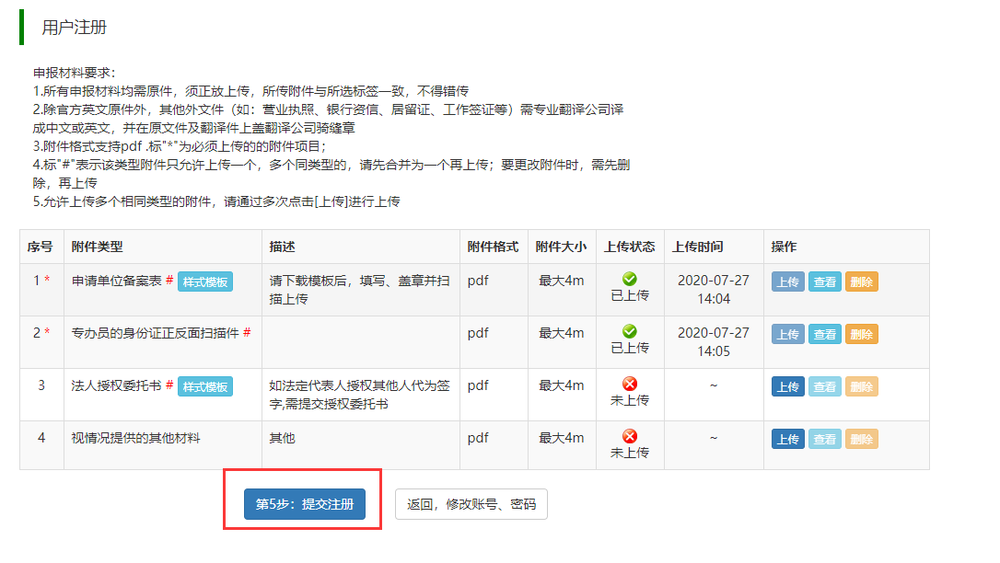 用户注册
申报材料要求：
1.所有申报材料均需原件，须正放上传，所传附件与所选标签一致，不得错传
2.除官方英文原件外，其他外文件（如：营业执照、银行资信、居留证、工作签证等）需专业翻译公司译
成中文或英文，并在原文件及翻译件上盖翻译公司骑缝章
3.附件格式支持pdf .标"*"为必须上传的的附件项目；
4.标"#"表示该类型附件只允许上传一个，多个同类型的，请先合并为一个再上传；要更改附件时，需先删
除，再上传
5.允许上传多个相同类型的附件，请通过多次点击[上传]进行上传
序号 附件类型 描述 附件格式 附件大小 上传状态 上传时间 操作
1 * 申请单位备案表 # 样式模板 请下载模板后，填写、盖章并扫 pdf 最大4m 2020-07-27 上传 查看 删除
描上传 已上传 14:04
2 * 专办员的身份证正反面扫描件 # pdf 最大4m 2020-07-27 上传 查看 删除
已上传 14:05
3 法人授权委托书 # 样式模板 如法定代表人授权其他人代为签 pdf 最大4m ~ 上传 查看 删除
字,需提交授权委托书 未上传
4 视情况提供的其他材料 其他 pdf 最大4m ~ 上传 查看 删除
未上传
第5步：提交注册 返回，修改账号、密码